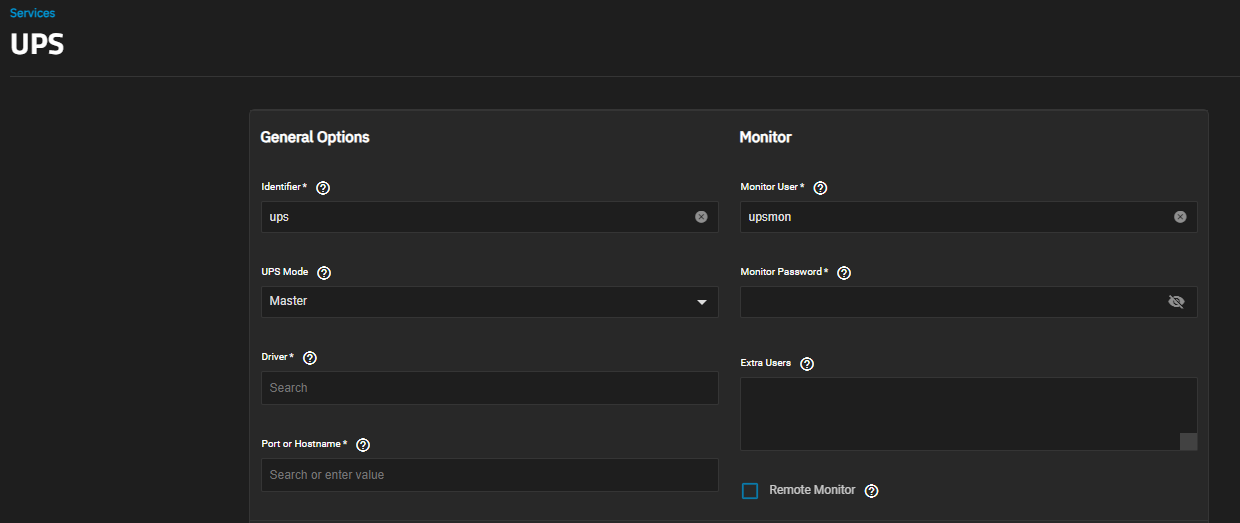 Services
UPS
General Options
Identifier *
ups
UPS Mode
Master
Driver *
Search
Port or Hostname *
Search or enter value
Monitor
Monitor User *
upsmon
Monitor Password *
Extra Users
Remote Monitor